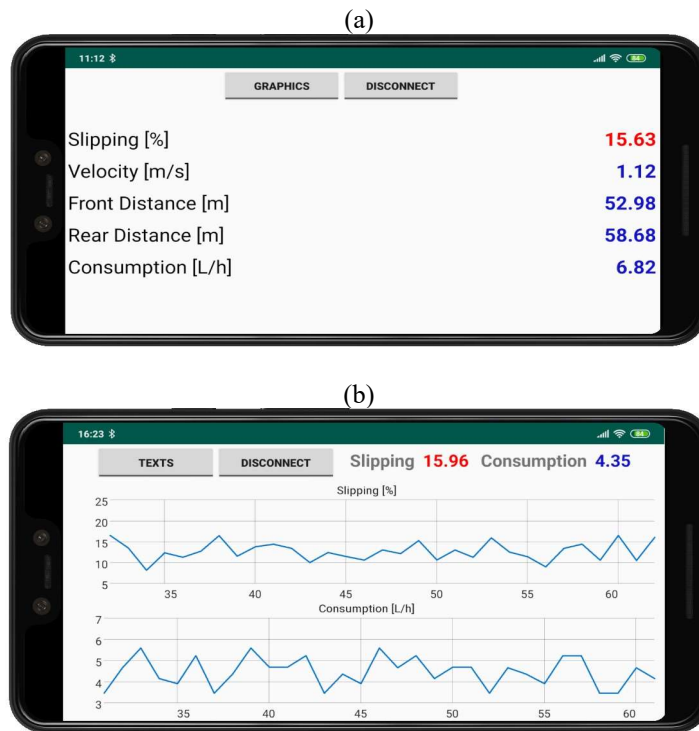 (a)
11:12 84
GRAPHICS DISCONNECT
Slipping [%] 15.63
Velocity [m/s] 1.12
Front Distance [m] 52.98
Rear Distance [m] 58.68
Consumption [L/h] 6.82
(b)
16:23 84
TEXTS DISCONNECT Slipping 15.96 Consumption 4.35
Slipping [%]
25
20
15
10
5
35 40 45 50 55 60
Consumption [L/h]
7
6
5
4
3
35 40 45 50 55 60